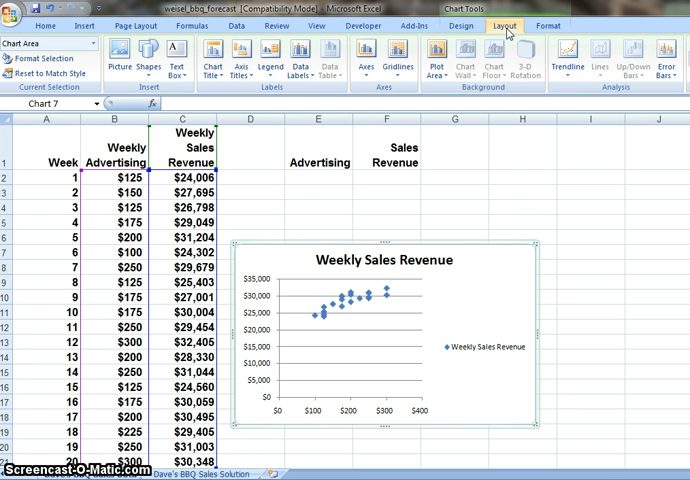 weisel_bbq_forecast [Compatibility Mode] - Microsoft Excel
Chart Tools
Home Insert Page Layout Formulas Data Review View Developer Add-Ins Design Layout Format
Chart Area
Format Selection
Reset to Match Style
Current Selection
Picture Shapes Text Box
Insert
Chart Title Axis Titles Legend Data Labels Data Table
Labels
Axes Gridlines
Axes
Plot Area Chart Wall Chart Floor 3-D Rotation
Background
Trendline Lines Up/Down Bars Error Bars
Analysis
Chart 7 fx
A B C D E F G H I J
1 Week Weekly Advertising Weekly Sales Revenue Advertising Sales Revenue
2 1 $125 $24,006
3 2 $150 $27,695
4 3 $125 $26,798
5 4 $175 $29,049
6 5 $200 $31,204
7 6 $100 $24,302
8 7 $250 $29,679
9 8 $125 $25,403
10 9 $175 $27,001
11 10 $175 $30,004
12 11 $250 $29,454
13 12 $300 $32,405
14 13 $200 $28,330
15 14 $250 $31,044
16 15 $125 $24,560
17 16 $175 $30,059
18 17 $200 $30,495
19 18 $225 $29,405
20 19 $250 $31,003
21 20 $300 $30,348
Weekly Sales Revenue
$35,000
$30,000
$25,000
$20,000
$15,000
$10,000
$5,000
$0
$0 $100 $200 $300 $400
Weekly Sales Revenue
Screencast-O-Matic.com
Dave's BBQ Sales Solution